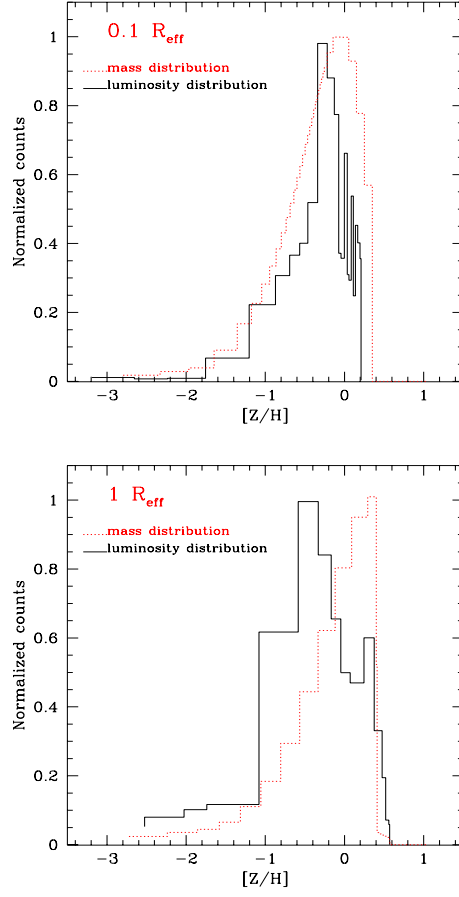 0.1 R_eff
mass distribution
luminosity distribution
Normalized counts
1
0.8
0.6
0.4
0.2
0
−3 −2 −1 0 1
[Z/H]
1 R_eff
mass distribution
luminosity distribution
Normalized counts
1
0.8
0.6
0.4
0.2
0
−3 −2 −1 0 1
[Z/H]